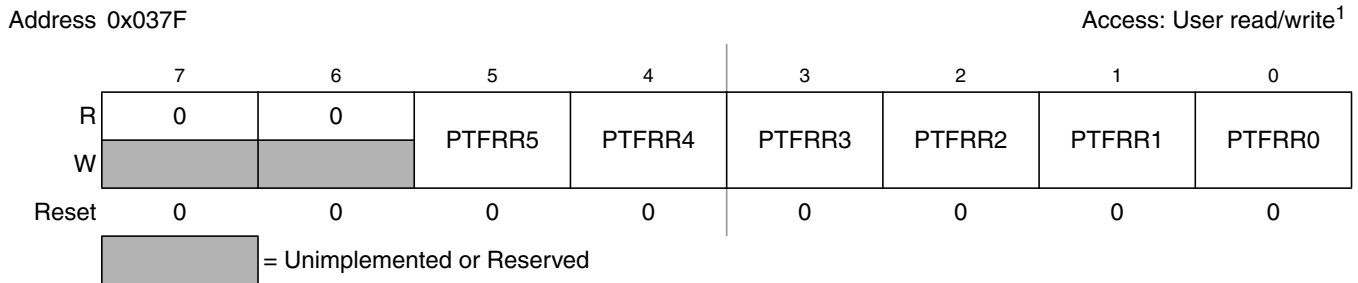 Address 0x037F Access: User read/write1
7 6 5 4 3 2 1 0
R 0 0 PTFRR5 PTFRR4 PTFRR3 PTFRR2 PTFRR1 PTFRR0
W
Reset 0 0 0 0 0 0 0 0
= Unimplemented or Reserved